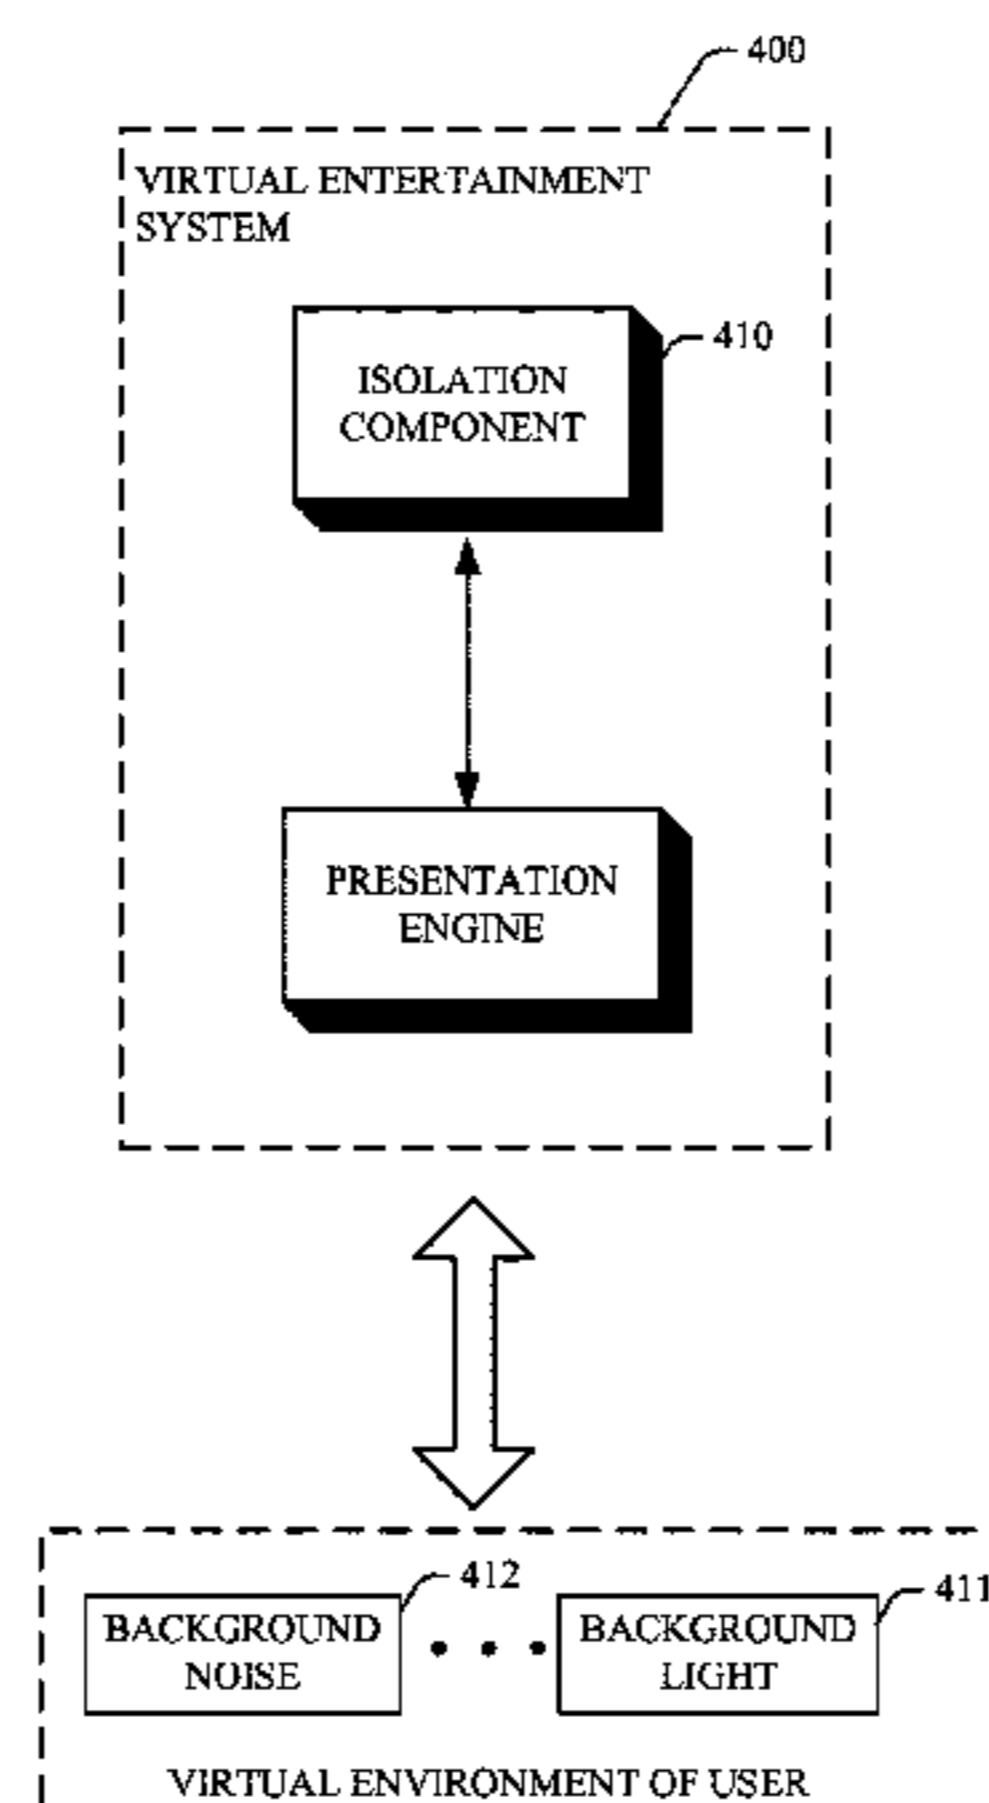 400
VIRTUAL ENTERTAINMENT
SYSTEM
410
ISOLATION
COMPONENT
PRESENTATION
ENGINE
412
411
BACKGROUND
NOISE
BACKGROUND
LIGHT
VIRTUAL ENVIRONMENT OF USER